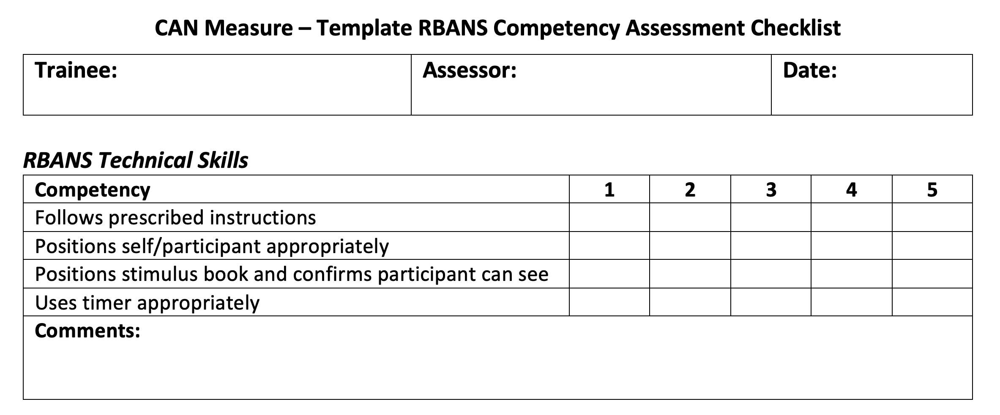 CAN Measure – Template RBANS Competency Assessment Checklist
Trainee: Assessor: Date:
RBANS Technical Skills
Competency 1 2 3 4 5
Follows prescribed instructions
Positions self/participant appropriately
Positions stimulus book and confirms participant can see
Uses timer appropriately
Comments: